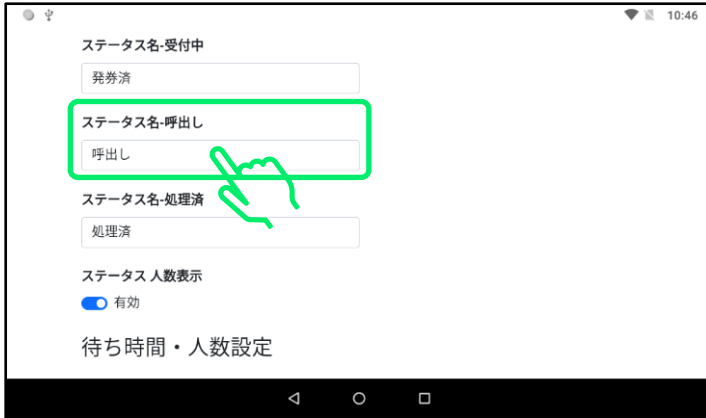 10:46
ステータス名-受付中
発券済
ステータス名-呼出し
呼出し
ステータス名-処理済
処理済
ステータス 人数表示
有効
待ち時間・人数設定